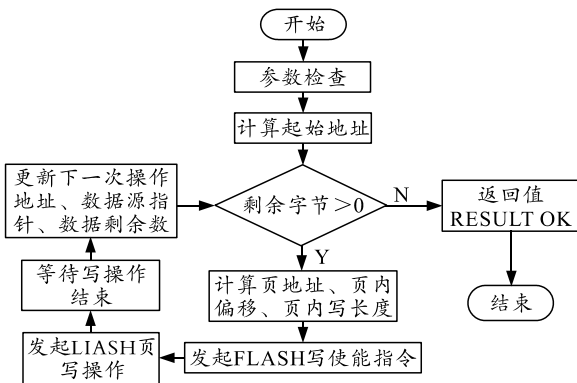 开始
参数检查
计算起始地址
剩余字节＞0
N
返回值
RESULT OK
结束
Y
计算页地址、页内
偏移、页内写长度
发起FLASH写使能指令
发起LIASH页
写操作
等待写操作
结束
更新下一次操作
地址、数据源指
针、数据剩余数